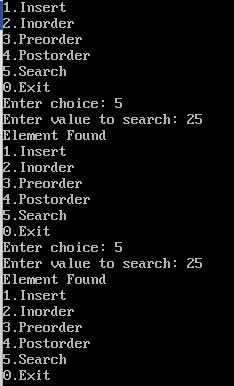 1.Insert
2.Inorder
3.Preorder
4.Postorder
5.Search
0.Exit
Enter choice: 5
Enter value to search: 25
Element Found
1.Insert
2.Inorder
3.Preorder
4.Postorder
5.Search
0.Exit
Enter choice: 5
Enter value to search: 25
Element Found
1.Insert
2.Inorder
3.Preorder
4.Postorder
5.Search
0.Exit